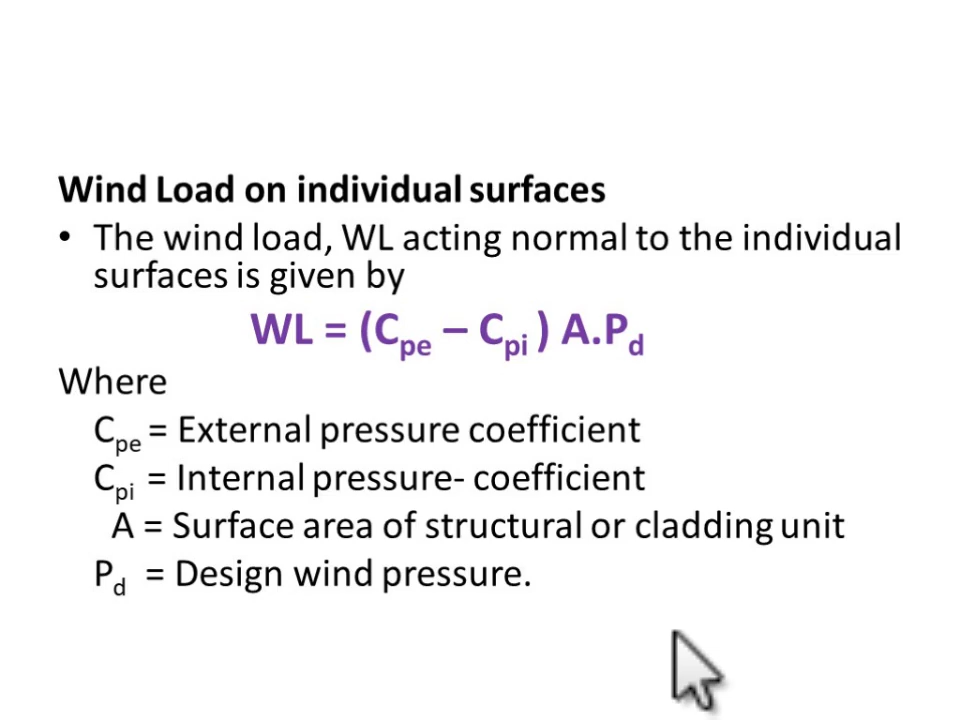 Wind Load on individual surfaces
• The wind load, WL acting normal to the individual
surfaces is given by
WL = (Cpe – Cpi ) A.Pd
Where
Cpe = External pressure coefficient
Cpi = Internal pressure- coefficient
A = Surface area of structural or cladding unit
Pd = Design wind pressure.